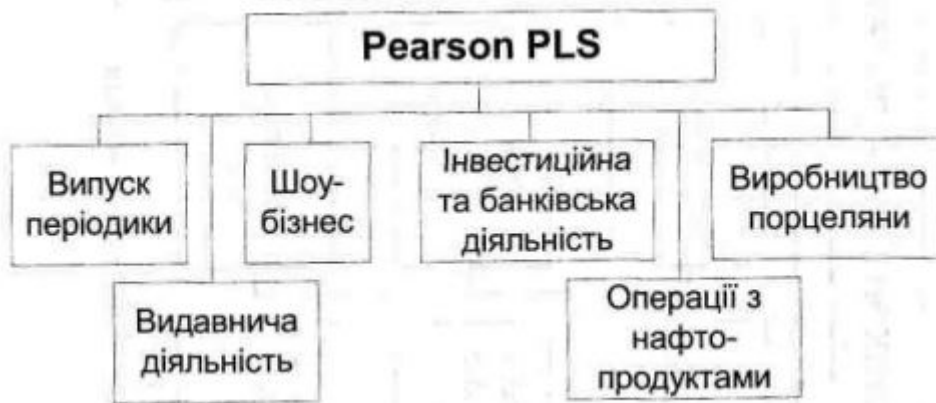 Pearson PLS
Випуск
періодики
Шоу-
бізнес
Інвестиційна
та банківська
діяльність
Виробництво
порцеляни
Видавнича
діяльність
Операції з
нафто-
продуктами